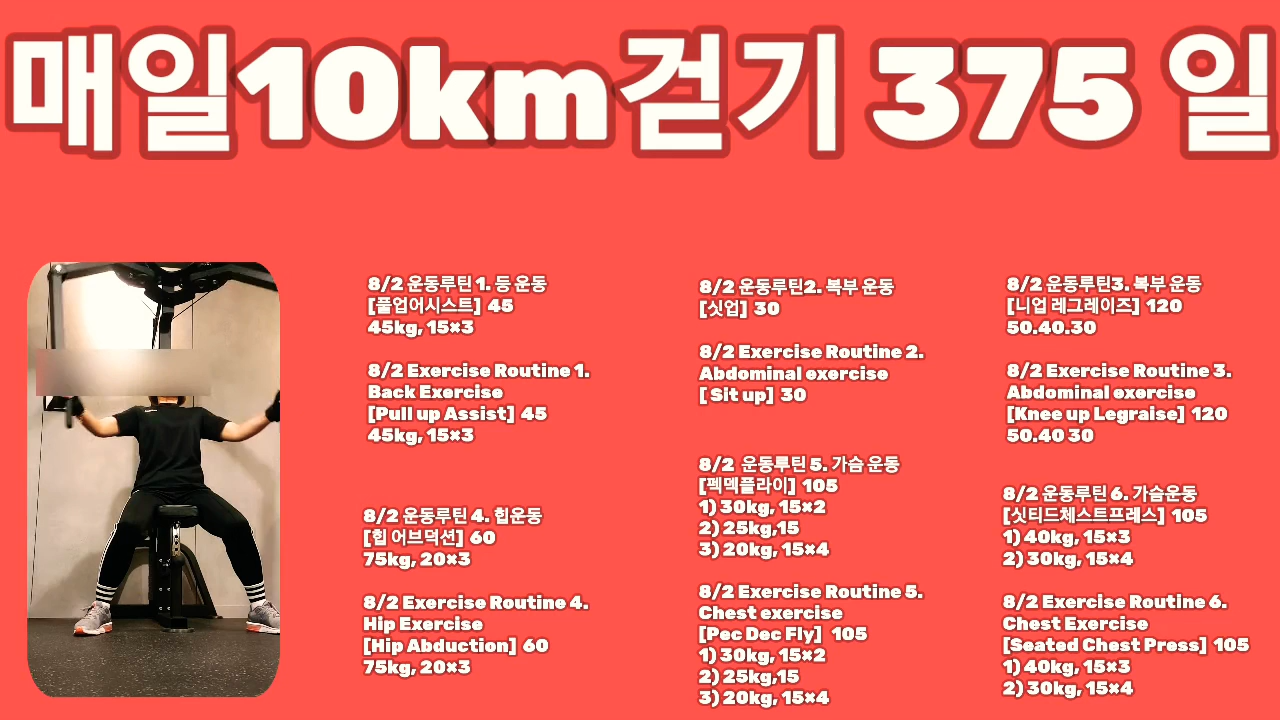 매일10km걷기 375 일
8/2 운동루틴 1. 등 운동
[풀업어시스트] 45
45kg, 15×3
8/2 Exercise Routine 1.
Back Exercise
[Pull up Assist] 45
45kg, 15×3
8/2 운동루틴2. 복부 운동
[싯업] 30
8/2 Exercise Routine 2.
Abdominal exercise
[ Sit up] 30
8/2 운동루틴3. 복부 운동
[니업 레그레이즈] 120
50.40.30
8/2 Exercise Routine 3.
Abdominal exercise
[Knee up Legraise] 120
50.40 30
8/2 운동루틴 4. 힙운동
[힙 어브덕션] 60
75kg, 20×3
8/2 Exercise Routine 4.
Hip Exercise
[Hip Abduction] 60
75kg, 20×3
8/2 운동루틴 5. 가슴 운동
[펙덱플라이] 105
1) 30kg, 15×2
2) 25kg,15
3) 20kg, 15×4
8/2 Exercise Routine 5.
Chest exercise
[Pec Dec Fly] 105
1) 30kg, 15×2
2) 25kg,15
3) 20kg, 15×4
8/2 운동루틴 6. 가슴운동
[싯티드체스트프레스] 105
1) 40kg, 15×3
2) 30kg, 15×4
8/2 Exercise Routine 6.
Chest Exercise
[Seated Chest Press] 105
1) 40kg, 15×3
2) 30kg, 15×4